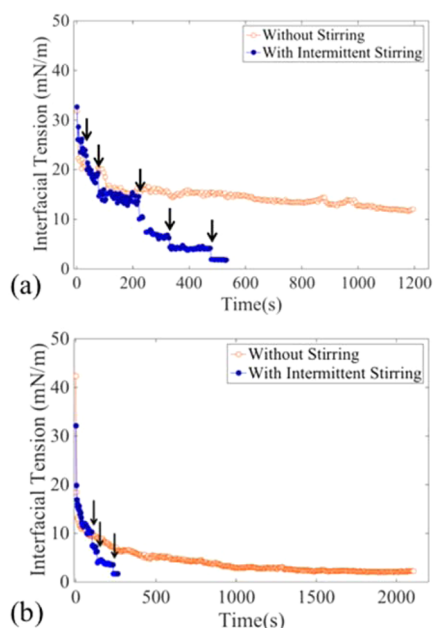 50
Without Stirring
With Intermittent Stirring
40
30
20
10
0
Interfacial Tension (mN/m)
0 200 400 600 800 1000 1200
(a)
Time(s)
50
Without Stirring
With Intermittent Stirring
40
30
20
10
0
Interfacial Tension (mN/m)
0 500 1000 1500 2000
(b)
Time(s)